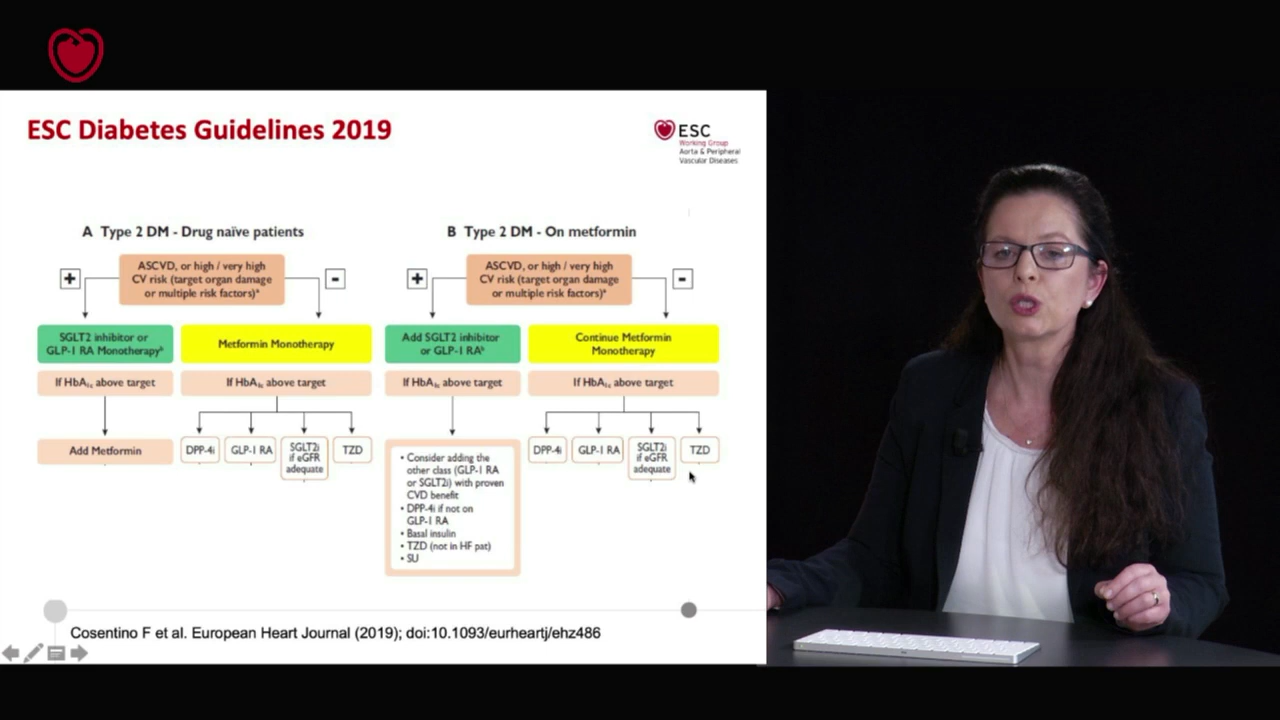 ESC Diabetes Guidelines 2019
ESC
Working Group
Aorta & Peripheral
Vascular Diseases
A Type 2 DM - Drug naïve patients
+
ASCVD, or high / very high
CV risk (target organ damage
or multiple risk factors)ᵃ
-
SGLT2 inhibitor or
GLP-1 RA Monotherapyᵇ
Metformin Monotherapy
If HbA₁c above target
If HbA₁c above target
Add Metformin
DPP-4i
GLP-1 RA
SGLT2i
if eGFR
adequate
TZD
B Type 2 DM - On metformin
+
ASCVD, or high / very high
CV risk (target organ damage
or multiple risk factors)ᵃ
-
Add SGLT2 inhibitor
or GLP-1 RAᵇ
Continue Metformin
Monotherapy
If HbA₁c above target
If HbA₁c above target
• Consider adding the
other class (GLP-1 RA
or SGLT2i) with proven
CVD benefit
• DPP-4i if not on
GLP-1 RA
• Basal insulin
• TZD (not in HF pat)
• SU
DPP-4i
GLP-1 RA
SGLT2i
if eGFR
adequate
TZD
Cosentino F et al. European Heart Journal (2019); doi:10.1093/eurheartj/ehz486